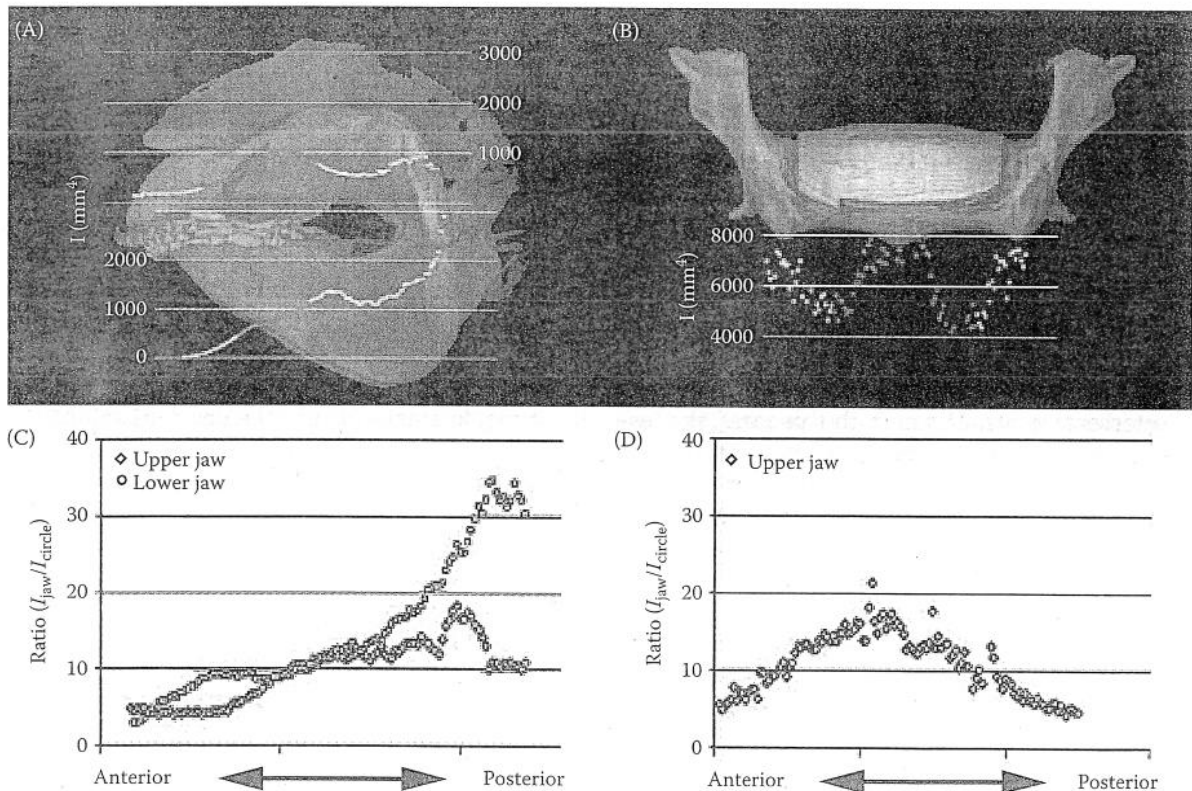 (A)
3000
2000
1000
I (mm⁴)
2000
1000
0
(B)
8000
6000
4000
I (mm⁴)
(C)
40
30
20
10
0
Ratio (I_jaw/I_circle)
Upper jaw
Lower jaw
Anterior
Posterior
(D)
40
30
20
10
0
Ratio (I_jaw/I_circle)
Upper jaw
Anterior
Posterior